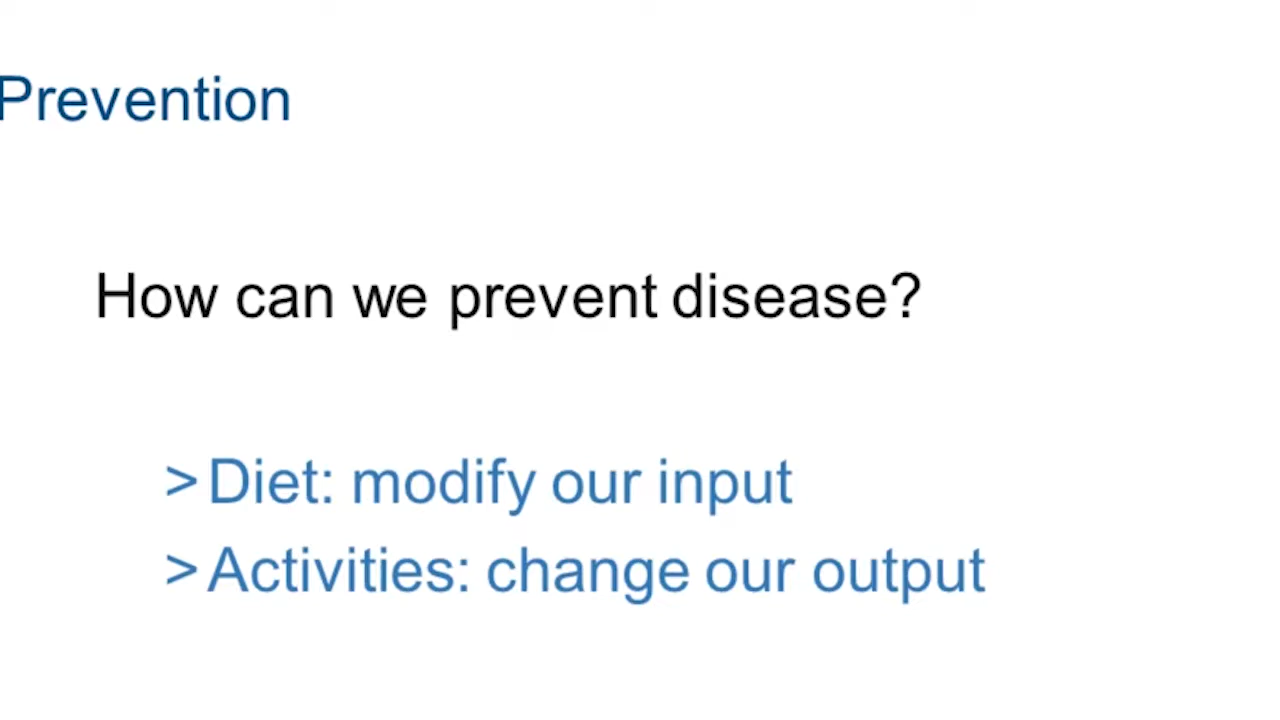 Prevention
How can we prevent disease?
> Diet: modify our input
> Activities: change our output